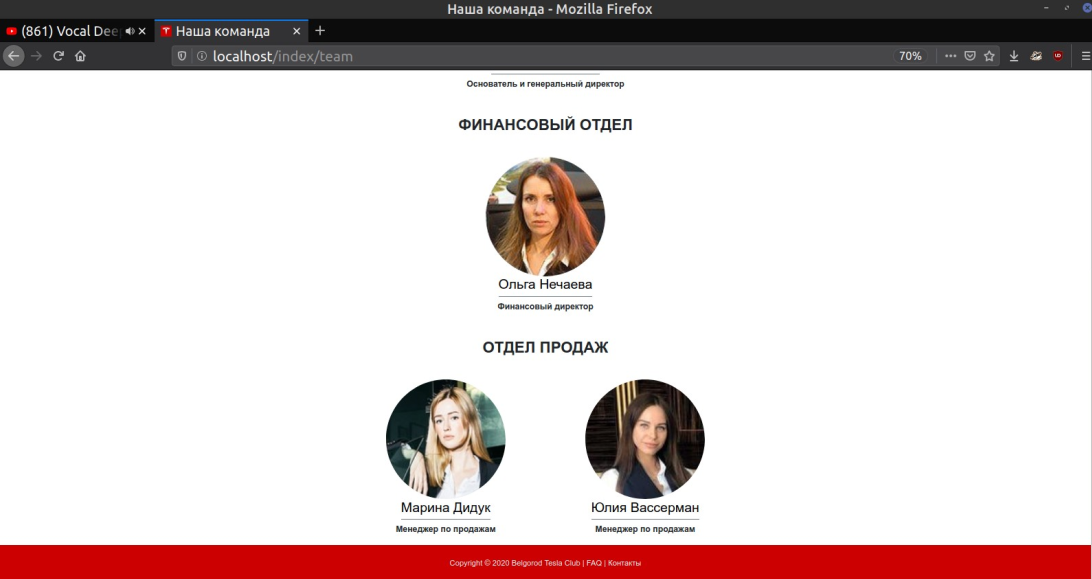 Наша команда - Mozilla Firefox
(861) Vocal Deep
Наша команда
localhost/index/team
70%
Основатель и генеральный директор
ФИНАНСОВЫЙ ОТДЕЛ
Ольга Нечаева
Финансовый директор
ОТДЕЛ ПРОДАЖ
Марина Дидук
Юлия Вассерман
Менеджер по продажам
Менеджер по продажам
Copyright © 2020 Belgorod Tesla Club | FAQ | Контакты